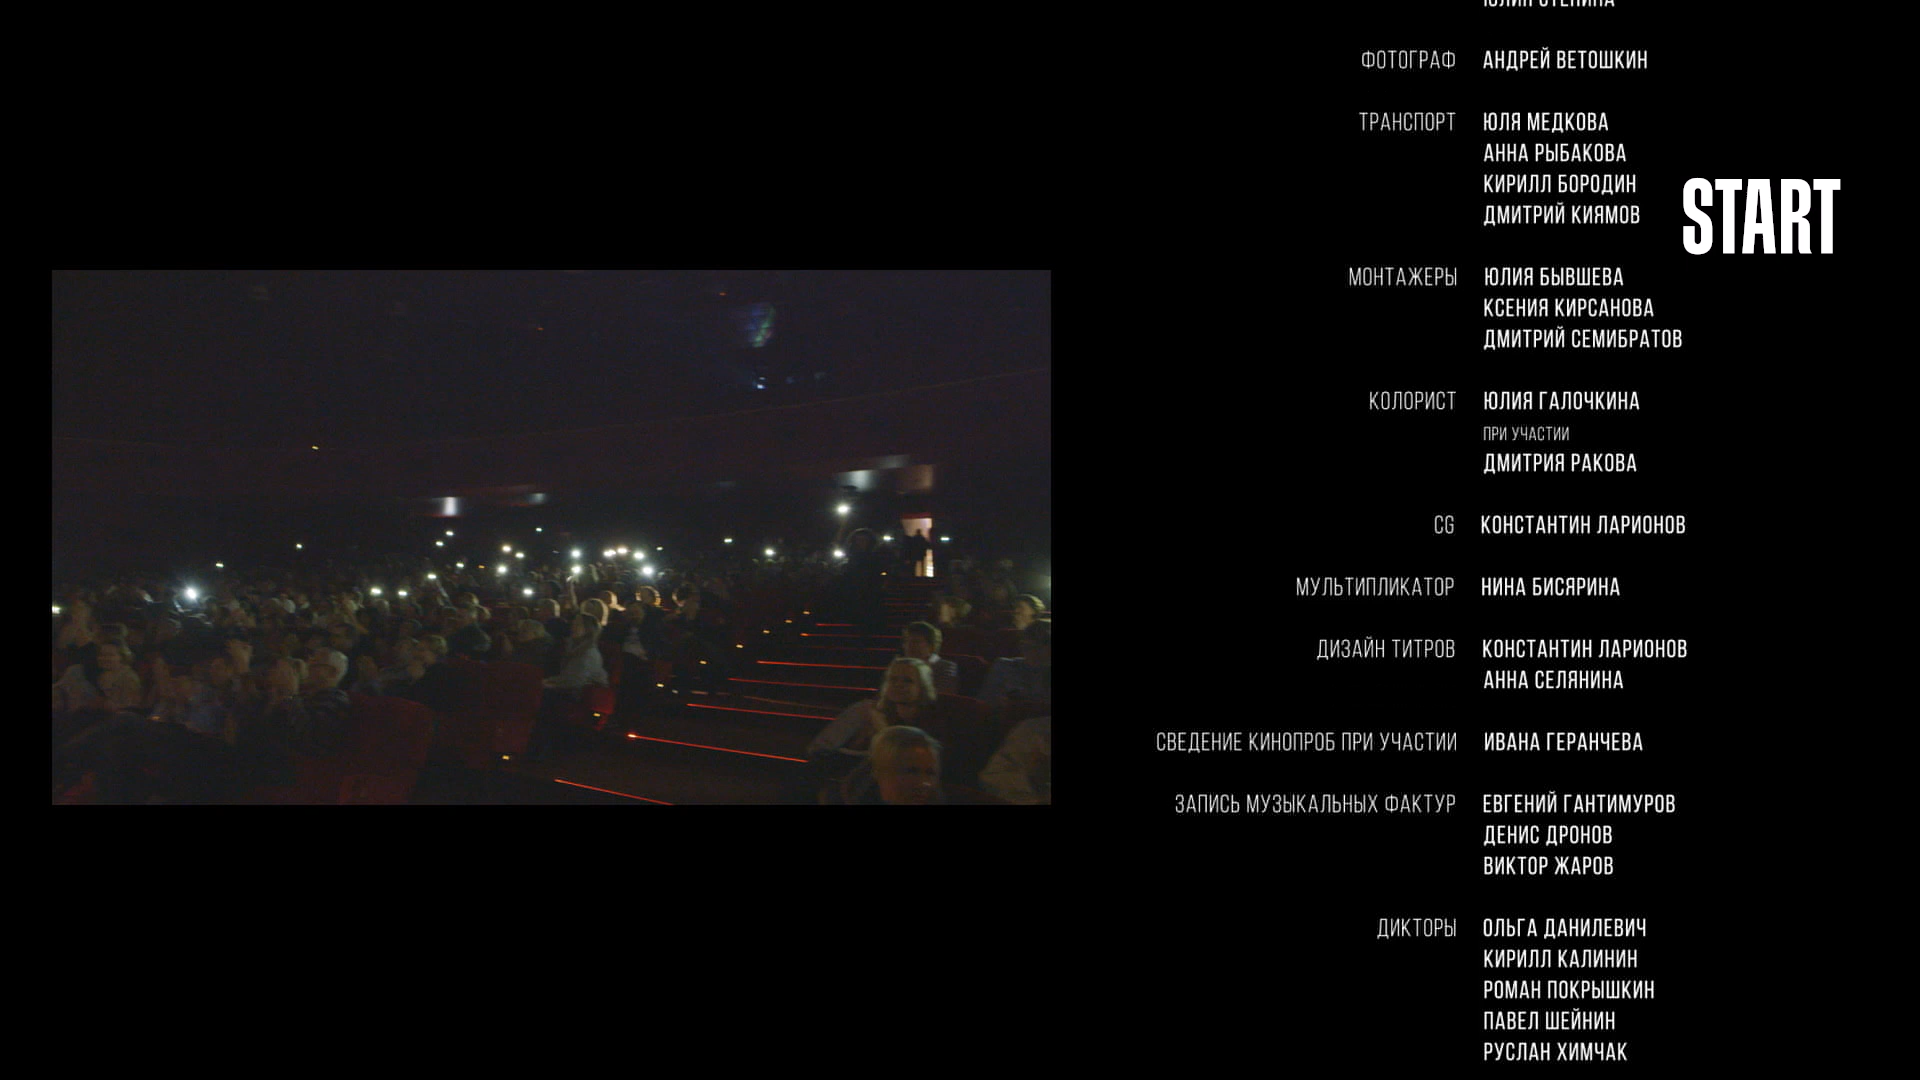 ФОТОГРАФ АНДРЕЙ ВЕТОШКИН
ТРАНСПОРТ ЮЛЯ МЕДКОВА
АННА РЫБАКОВА
КИРИЛЛ БОРОДИН
START
ДМИТРИЙ КИЯМОВ
МОНТАЖЕРЫ ЮЛИЯ БЫВШЕВА
КСЕНИЯ КИРСАНОВА
ДМИТРИЙ СЕМИБРАТОВ
КОЛОРИСТ ЮЛИЯ ГАЛОЧКИНА
ПРИ УЧАСТИИ
ДМИТРИЯ РАКОВА
CG КОНСТАНТИН ЛАРИОНОВ
МУЛЬТИПЛИКАТОР НИНА БИСЯРИНА
ДИЗАЙН ТИТРОВ КОНСТАНТИН ЛАРИОНОВ
АННА СЕЛЯНИНА
СВЕДЕНИЕ КИНОПРОБ ПРИ УЧАСТИИ ИВАНА ГЕРАНЧЕВА
ЗАПИСЬ МУЗЫКАЛЬНЫХ ФАКТУР ЕВГЕНИЙ ГАНТИМУРОВ
ДЕНИС ДРОНОВ
ВИКТОР ЖАРОВ
ДИКТОРЫ ОЛЬГА ДАНИЛЕВИЧ
КИРИЛЛ КАЛИНИН
РОМАН ПОКРЫШКИН
ПАВЕЛ ШЕЙНИН
РУСЛАН ХИМЧАК